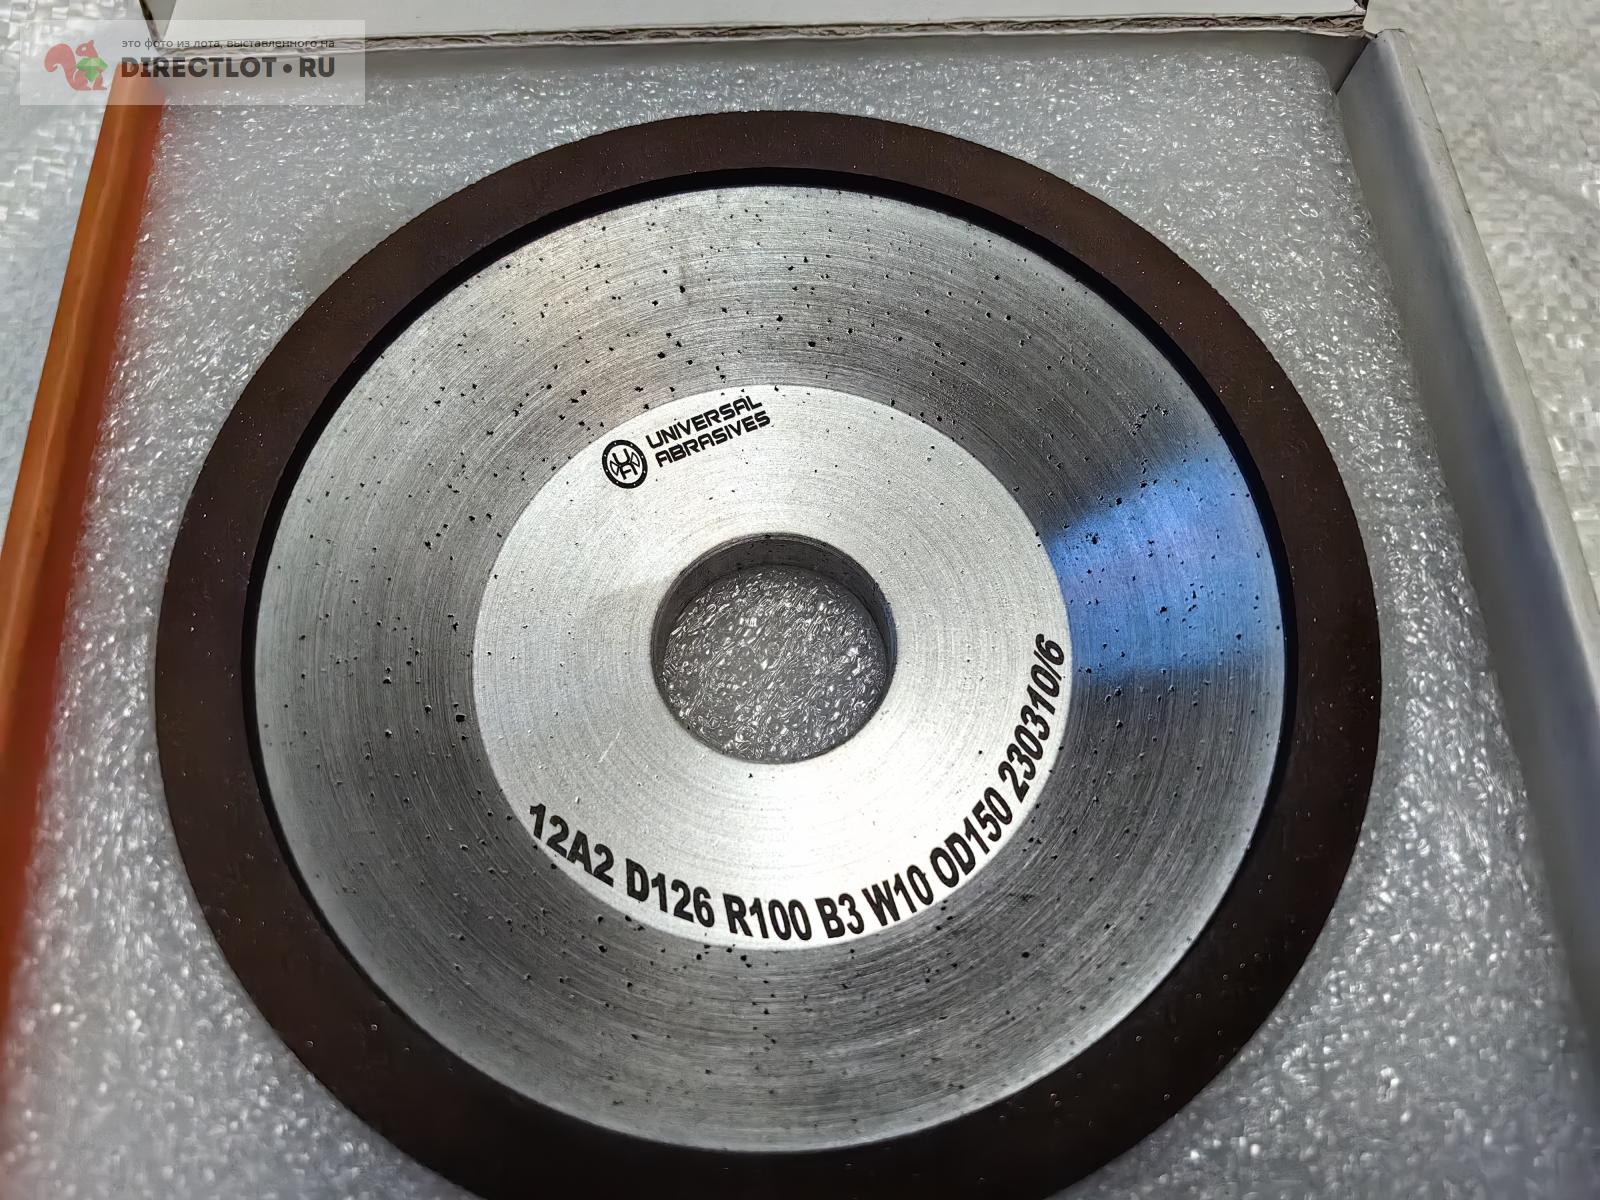 это фото из лота, выставленного на
DIRECTLOT•RU
UNIVERSAL
ABRASIVES
12A2 D126 R100 B3 W10 OD150 230310/6